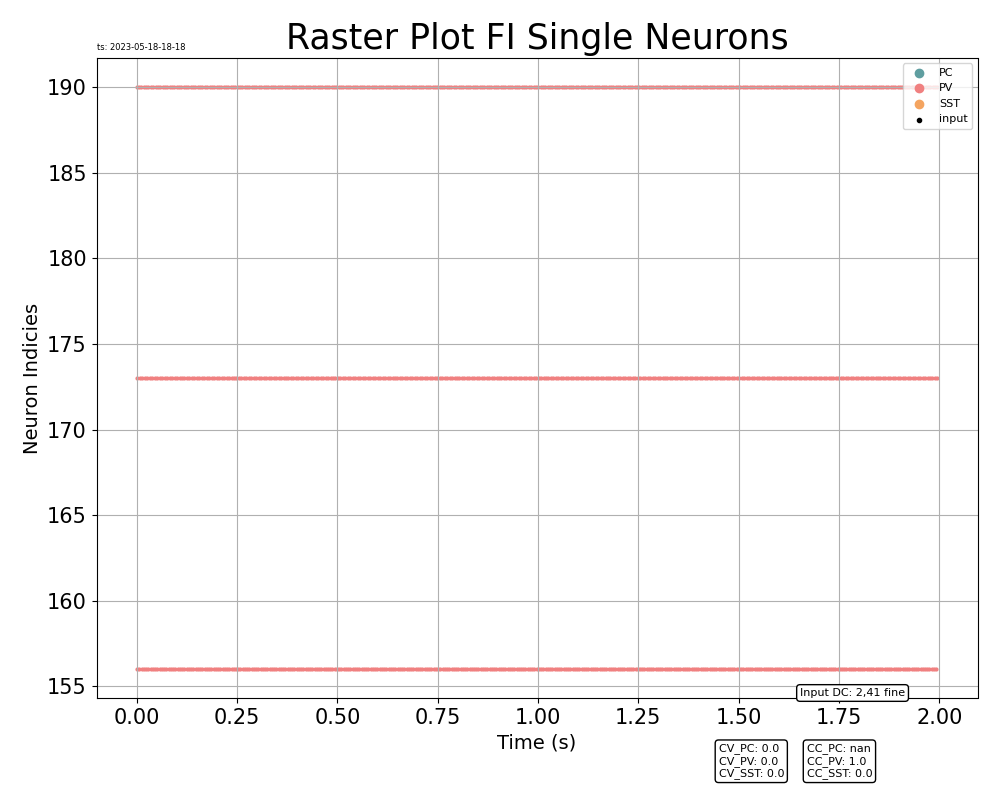 Raster Plot FI Single Neurons
ts: 2023-05-18-18-18
PC
PV
SST
input
190
185
180
175
170
165
160
155
Neuron Indicies
Input DC: 2,41 fine
0.00 0.25 0.50 0.75 1.00 1.25 1.50 1.75 2.00
Time (s)
CV_PC: 0.0
CV_PV: 0.0
CV_SST: 0.0
CC_PC: nan
CC_PV: 1.0
CC_SST: 0.0